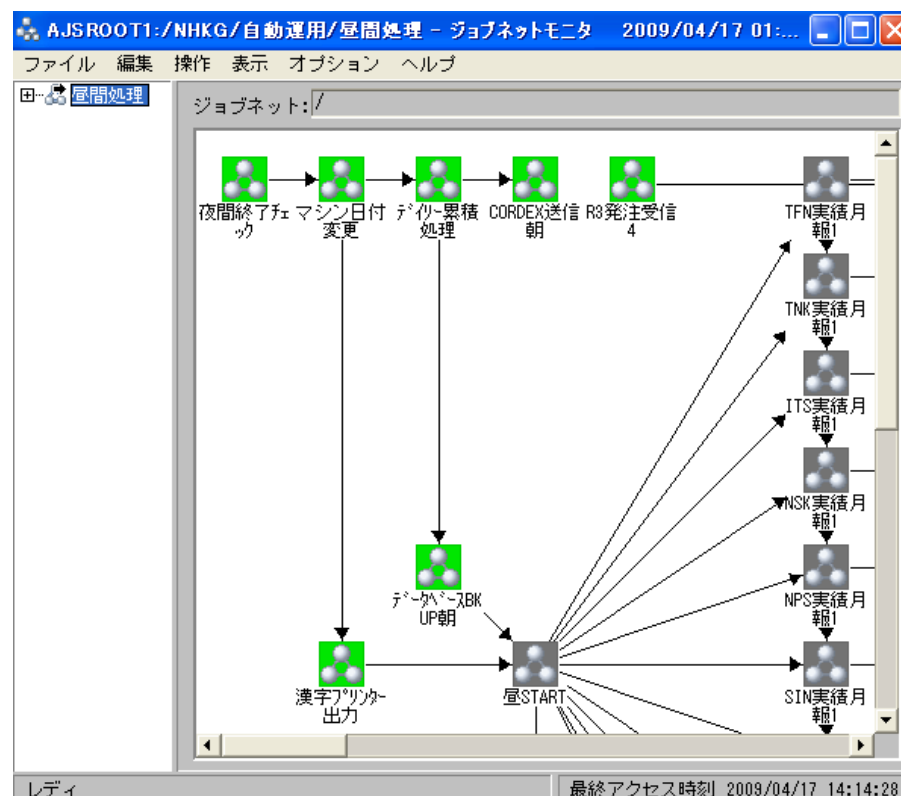 AJSROOT1:/NHKG/自動運用/昼間処理 - ジョブネットモニタ 2009/04/17 01:...
ファイル 編集 操作 表示 オプション ヘルプ
昼間処理
ジョブネット: /
夜間終了チェ
ック
マシン日付
変更
デイリー累積
処理
CORDEX送信
朝
R3発注受信
4
TFN実績月
報1
TNK実績月
報1
ITS実績月
報1
NSK実績月
報1
データベースBK
UP朝
NPS実績月
報1
漢字プリンター
出力
昼START
SIN実績月
報1
レディ
最終アクセス時刻 2009/04/17 14:14:28